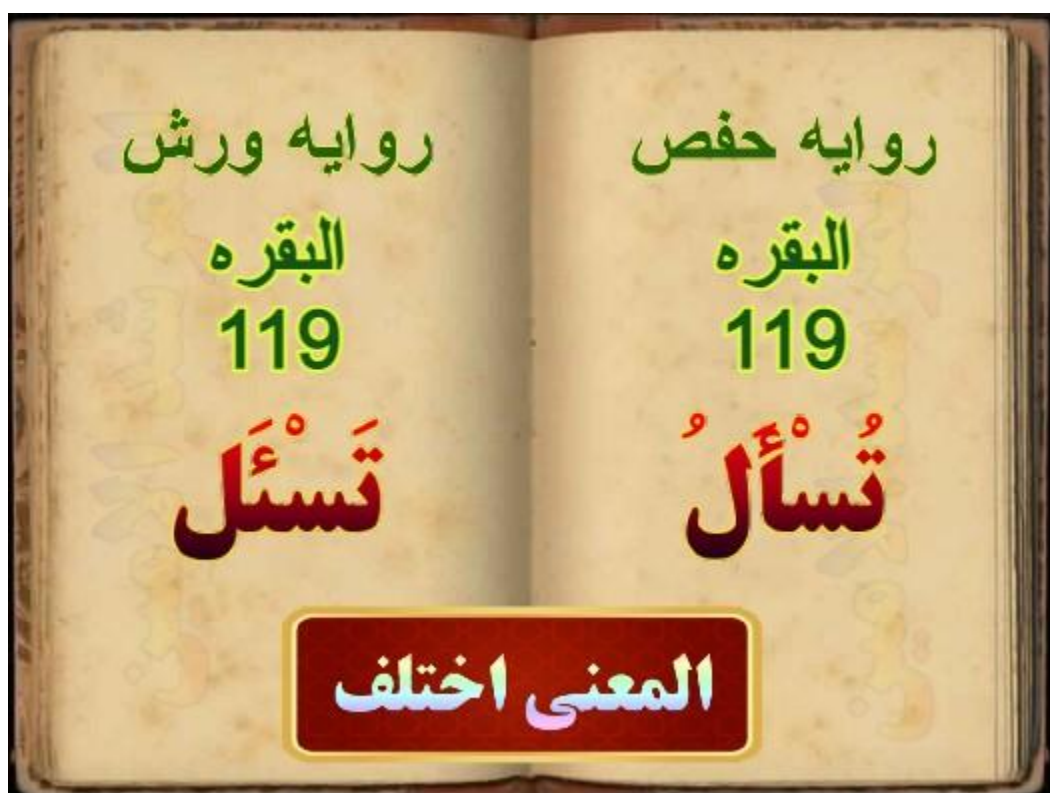 روايه حفص
البقره
119
تُسْأَلُ
روايه ورش
البقره
119
تَسْئَل
المعنى اختلف